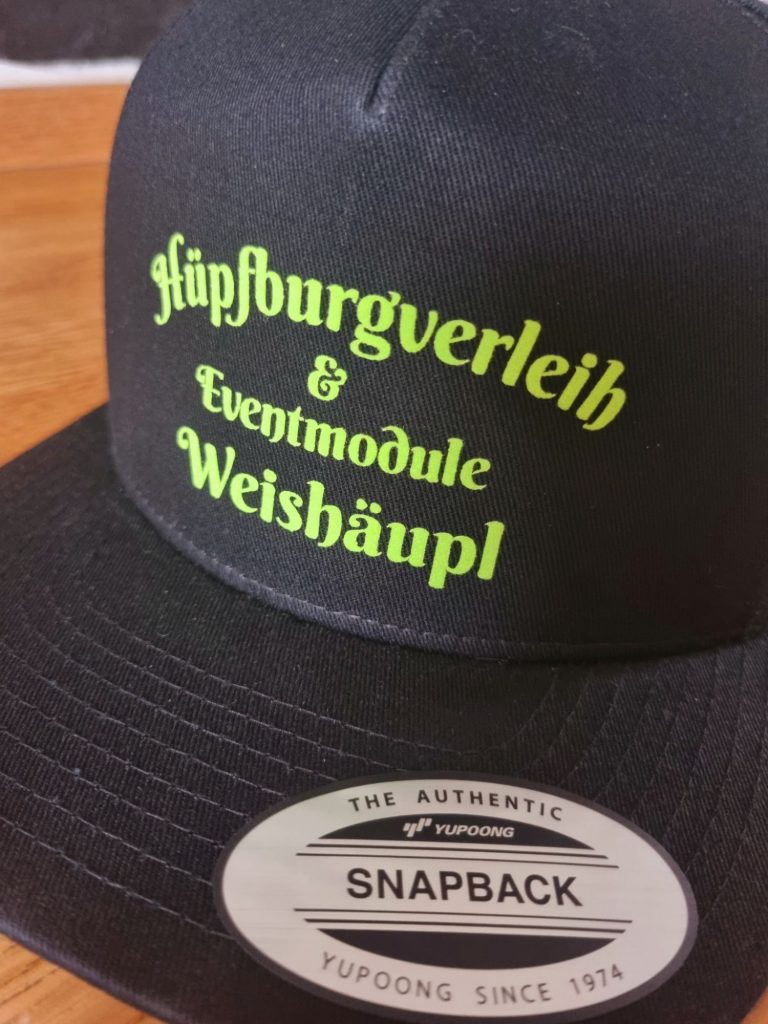 Hüpfburgverleih
&
Eventmodule
Weishäupl
THE AUTHENTIC
YUPOONG
SNAPBACK
YUPOONG SINCE 1974